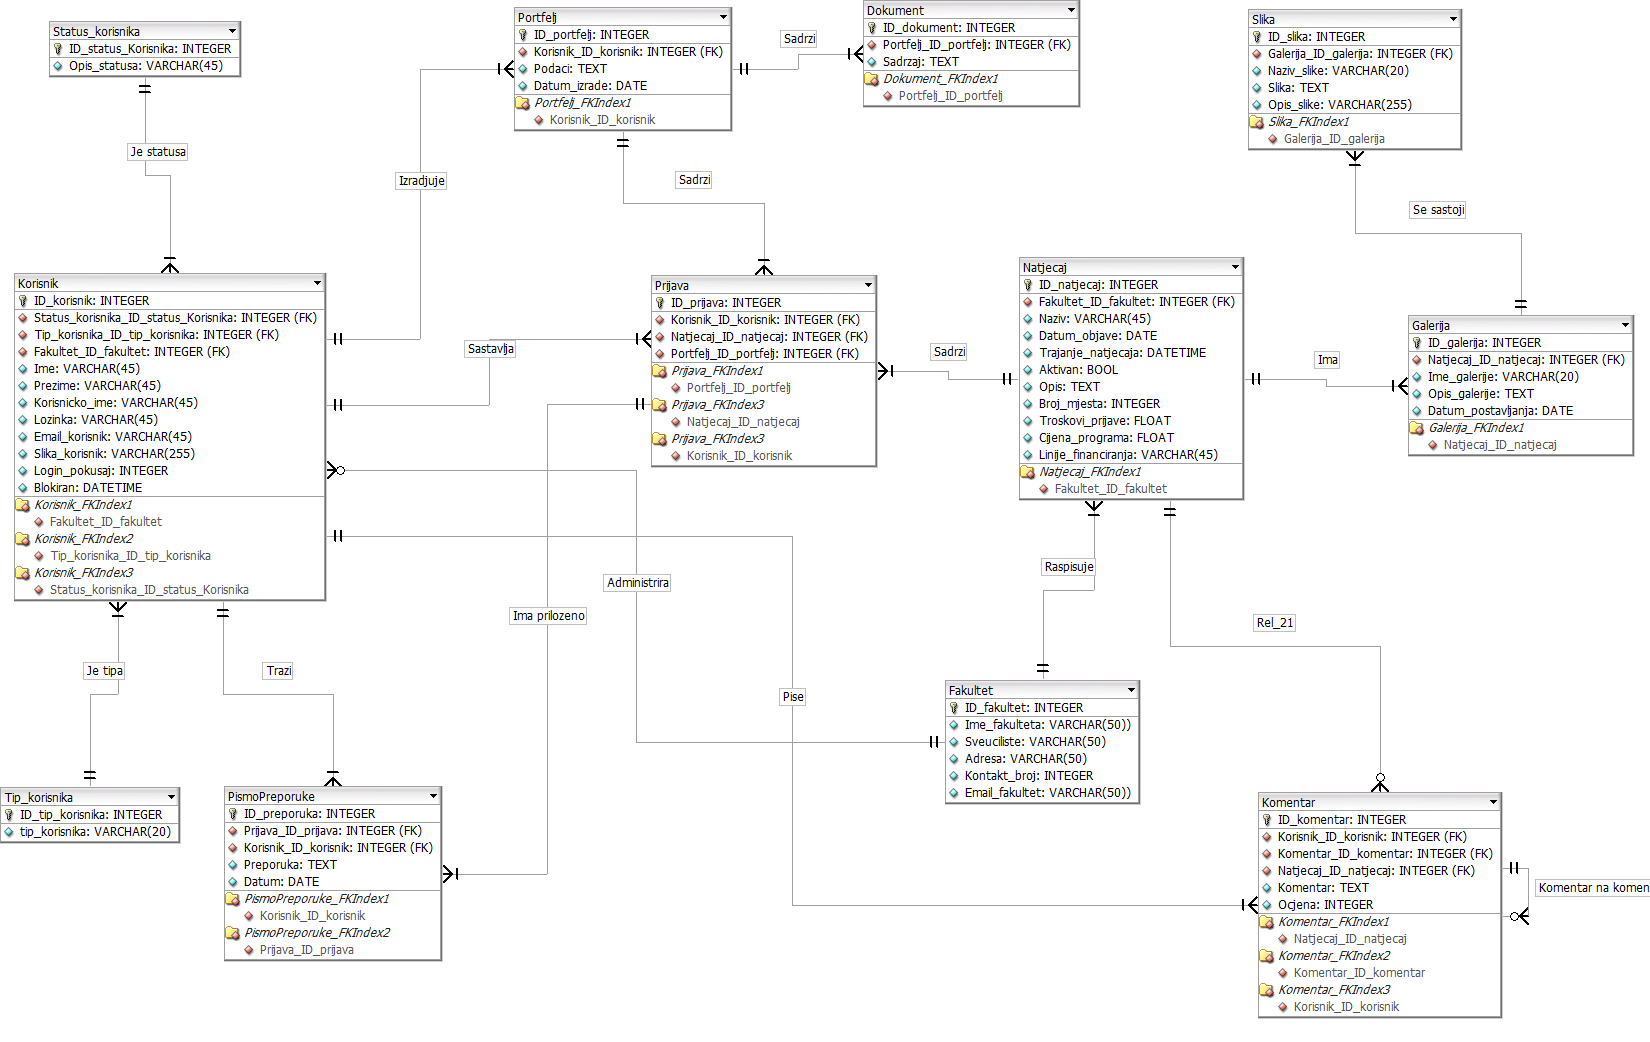 Status_korisnika
ID_status_Korisnika: INTEGER
Opis_statusa: VARCHAR(45)
Je statusa
Portfelj
ID_portfelj: INTEGER
Korisnik_ID_korisnik: INTEGER (FK)
Podaci: TEXT
Datum_izrade: DATE
Portfelj_FKIndex1
Korisnik_ID_korisnik
Sadrzi
Dokument
ID_dokument: INTEGER
Portfelj_ID_portfelj: INTEGER (FK)
Sadrzaj: TEXT
Dokument_FKIndex1
Portfelj_ID_portfelj
Slika
ID_slika: INTEGER
Galerija_ID_galerija: INTEGER (FK)
Naziv_slike: VARCHAR(20)
Slika: TEXT
Opis_slike: VARCHAR(255)
Slika_FKIndex1
Galerija_ID_galerija
Izradjuje
Sadrzi
Se sastoji
Korisnik
ID_korisnik: INTEGER
Status_korisnika_ID_status_Korisnika: INTEGER (FK)
Tip_korisnika_ID_tip_korisnika: INTEGER (FK)
Fakultet_ID_fakultet: INTEGER (FK)
Ime: VARCHAR(45)
Prezime: VARCHAR(45)
Korisnicko_ime: VARCHAR(45)
Lozinka: VARCHAR(45)
Email_korisnik: VARCHAR(45)
Slika_korisnik: VARCHAR(255)
Login_pokusaj: INTEGER
Blokiran: DATETIME
Korisnik_FKIndex1
Fakultet_ID_fakultet
Korisnik_FKIndex2
Tip_korisnika_ID_tip_korisnika
Korisnik_FKIndex3
Status_korisnika_ID_status_Korisnika
Sastavlja
Prijava
ID_prijava: INTEGER
Korisnik_ID_korisnik: INTEGER (FK)
Natjecaj_ID_natjecaj: INTEGER (FK)
Portfelj_ID_portfelj: INTEGER (FK)
Prijava_FKIndex1
Portfelj_ID_portfelj
Prijava_FKIndex3
Natjecaj_ID_natjecaj
Prijava_FKIndex3
Korisnik_ID_korisnik
Sadrzi
Natjecaj
ID_natjecaj: INTEGER
Fakultet_ID_fakultet: INTEGER (FK)
Naziv: VARCHAR(45)
Datum_objave: DATE
Trajanje_natjecaja: DATETIME
Aktivan: BOOL
Opis: TEXT
Broj_mjesta: INTEGER
Troskovi_prijave: FLOAT
Cijena_programa: FLOAT
Linije_financiranja: VARCHAR(45)
Natjecaj_FKIndex1
Fakultet_ID_fakultet
Ima
Galerija
ID_galerija: INTEGER
Natjecaj_ID_natjecaj: INTEGER (FK)
Ime_galerije: VARCHAR(20)
Opis_galerije: TEXT
Datum_postavljanja: DATE
Galerija_FKIndex1
Natjecaj_ID_natjecaj
Administrira
Ima prilozeno
Raspisuje
Rel_21
Je tipa
Trazi
Pise
Fakultet
ID_fakultet: INTEGER
Ime_fakulteta: VARCHAR(50))
Sveuciliste: VARCHAR(50)
Adresa: VARCHAR(50)
Kontakt_broj: INTEGER
Email_fakultet: VARCHAR(50))
Tip_korisnika
ID_tip_korisnika: INTEGER
tip_korisnika: VARCHAR(20)
PismoPreporuke
ID_preporuka: INTEGER
Prijava_ID_prijava: INTEGER (FK)
Korisnik_ID_korisnik: INTEGER (FK)
Preporuka: TEXT
Datum: DATE
PismoPreporuke_FKIndex1
Korisnik_ID_korisnik
PismoPreporuke_FKIndex2
Prijava_ID_prijava
Komentar
ID_komentar: INTEGER
Korisnik_ID_korisnik: INTEGER (FK)
Komentar_ID_komentar: INTEGER (FK)
Natjecaj_ID_natjecaj: INTEGER (FK)
Komentar: TEXT
Ocjena: INTEGER
Komentar_FKIndex1
Natjecaj_ID_natjecaj
Komentar_FKIndex2
Komentar_ID_komentar
Komentar_FKIndex3
Korisnik_ID_korisnik
Komentar na komen